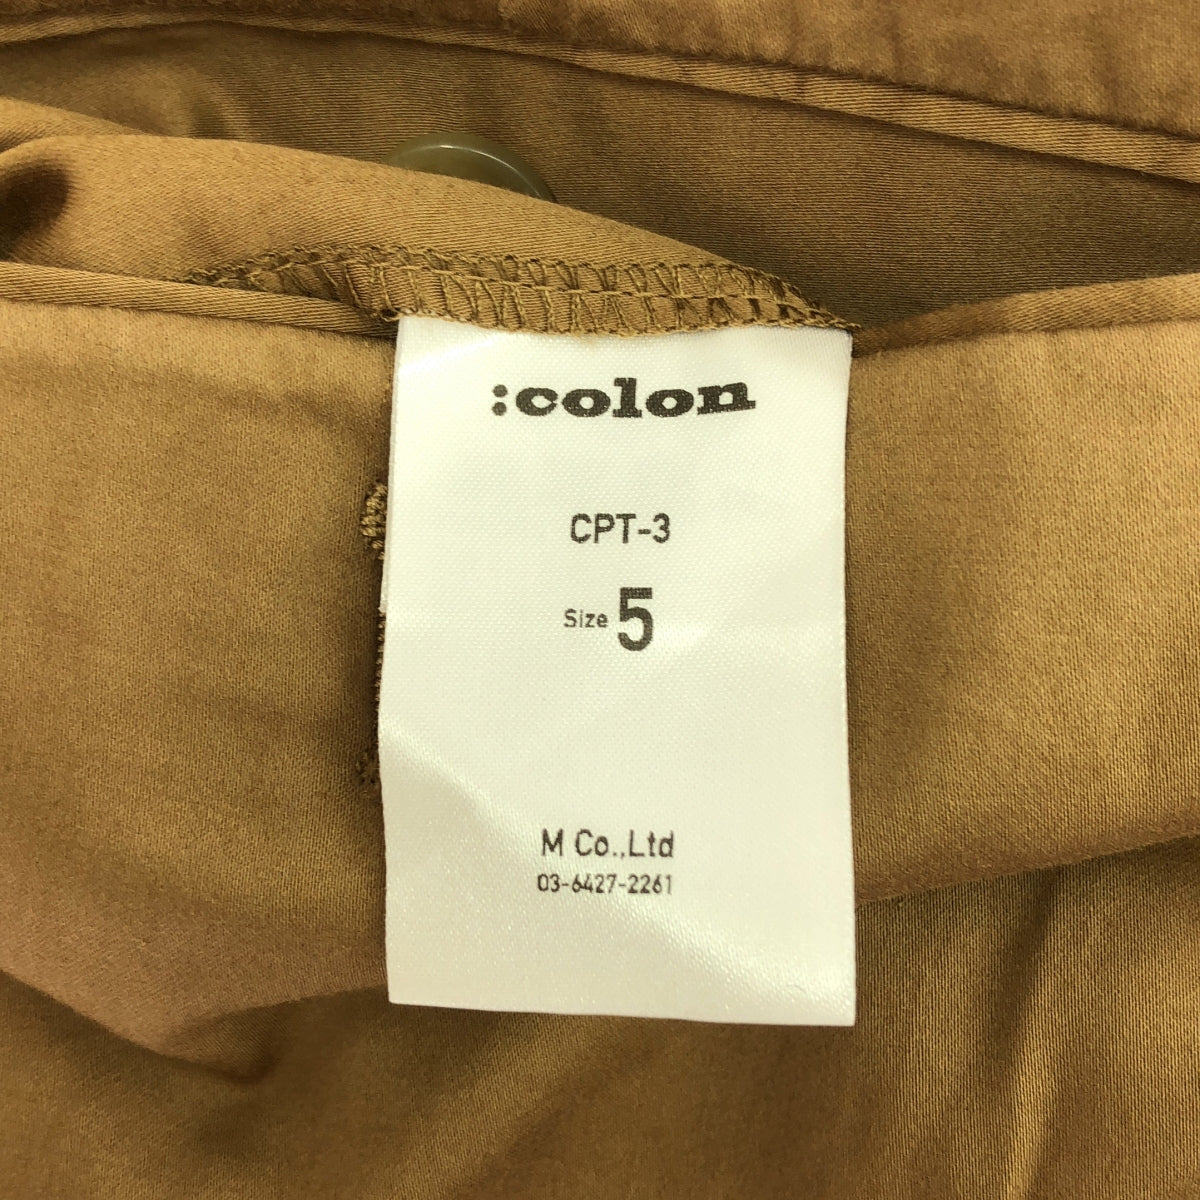 :colon
CPT-3
Size 5
M Co.,Ltd
03-6427-2261